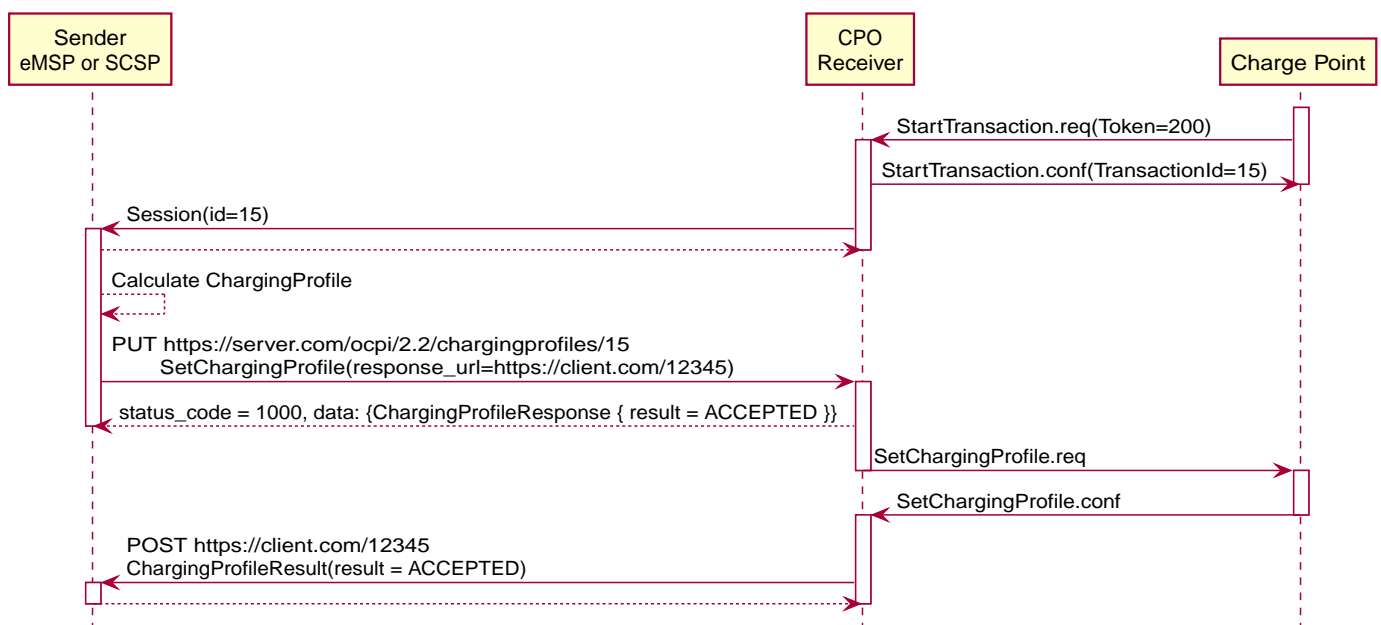 Sender
eMSP or SCSP
CPO
Receiver
Charge Point
StartTransaction.req(Token=200)
StartTransaction.conf(TransactionId=15)
Session(id=15)
Calculate ChargingProfile
PUT https://server.com/ocpi/2.2/chargingprofiles/15
SetChargingProfile(response_url=https://client.com/12345)
status_code = 1000, data: {ChargingProfileResponse { result = ACCEPTED }}
SetChargingProfile.req
SetChargingProfile.conf
POST https://client.com/12345
ChargingProfileResult(result = ACCEPTED)